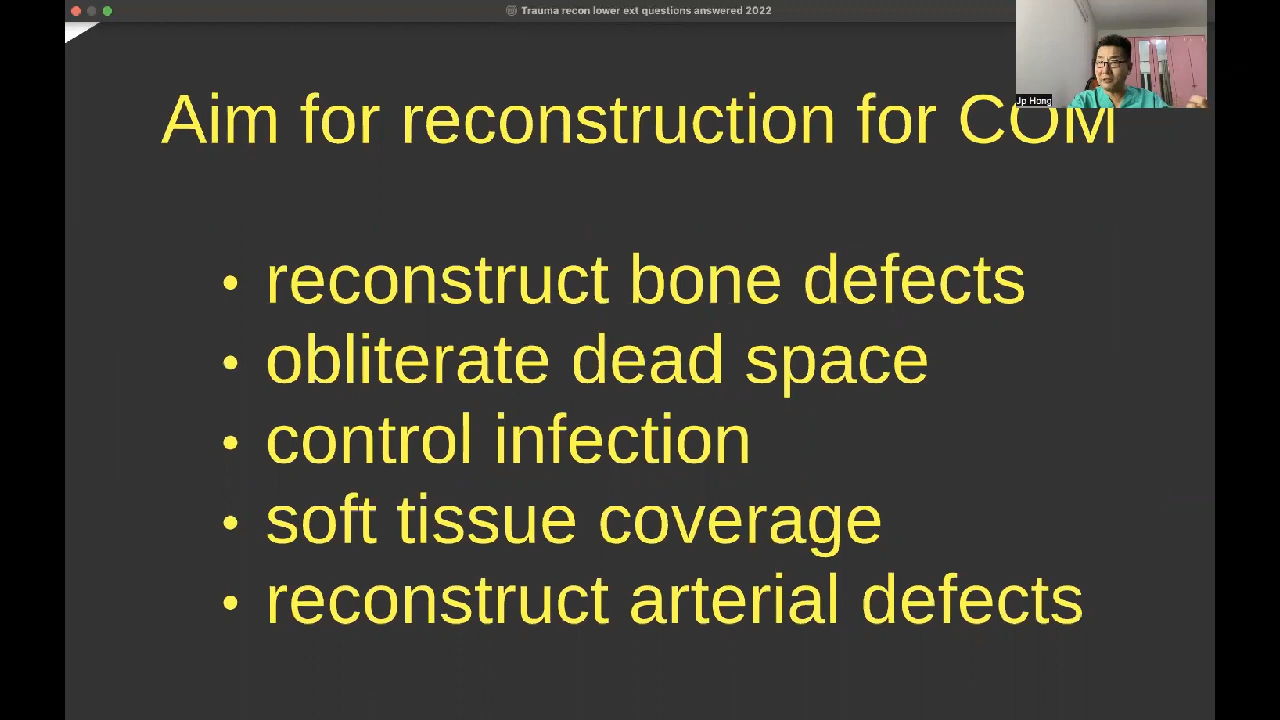 Trauma recon lower ext questions answered 2022
Jp Hong
Aim for reconstruction for COM
• reconstruct bone defects
• obliterate dead space
• control infection
• soft tissue coverage
• reconstruct arterial defects